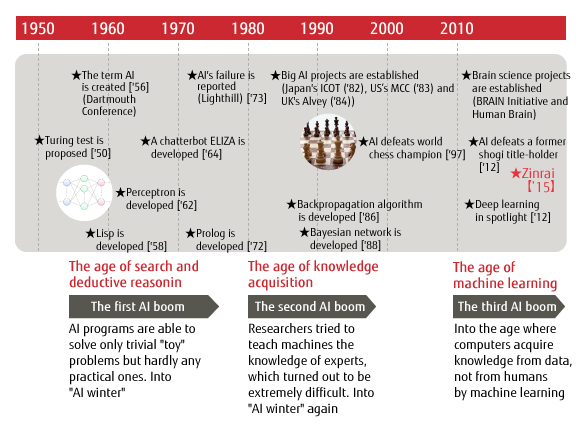 1950 1960 1970 1980 1990 2000 2010
★The term AI
is created ['56]
(Dartmouth
Conference)
★AI's failure is
reported
(Lighthill) ['73]
★Big AI projects are established
(Japan's ICOT ('82), US's MCC ('83) and
UK's Alvey ('84))
★Brain science projects
are established
(BRAIN Initiative and
Human Brain)
★Turing test is
proposed ['50]
★A chatterbot ELIZA is
developed ['64]
★AI defeats world
chess champion ['97]
★AI defeats a former
shogi title-holder
['12]
★Zinrai
['15]
★Perceptron is
developed ['62]
★Backpropagation algorithm
is developed ['86]
★Deep learning
in spotlight ['12]
★Lisp is
developed ['58]
★Prolog is
developed ['72]
★Bayesian network is
developed ['88]
The age of search and
deductive reasonin
The first AI boom
AI programs are able to
solve only trivial "toy"
problems but hardly any
practical ones. Into
"AI winter"
The age of knowledge
acquisition
The second AI boom
Researchers tried to
teach machines the
knowledge of experts,
which turned out to be
extremely difficult. Into
"AI winter" again
The age of
machine learning
The third AI boom
Into the age where
computers acquire
knowledge from data,
not from humans
by machine learning